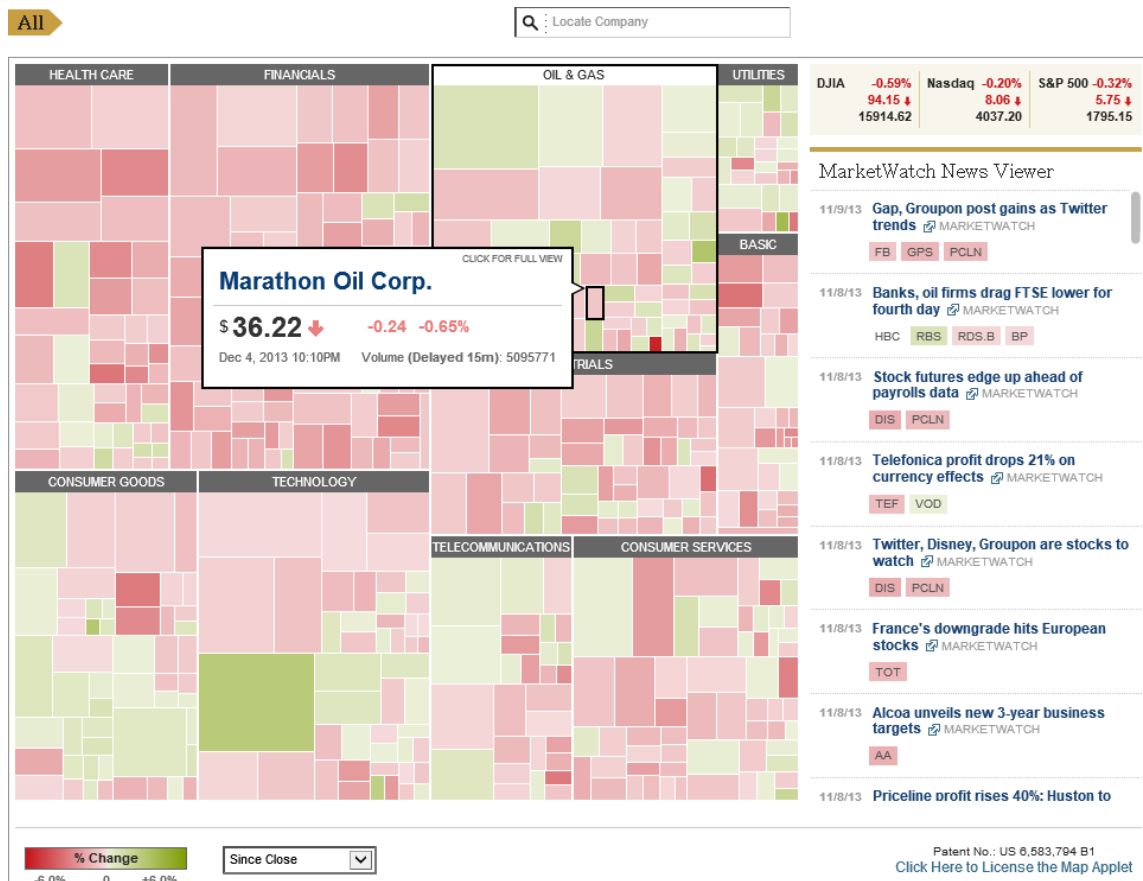 All
Locate Company
HEALTH CARE
FINANCIALS
OIL & GAS
UTILITIES
DJIA -0.59%
94.15
15914.62
Nasdaq -0.20%
8.06
4037.20
S&P 500 -0.32%
5.75
1795.15
MarketWatch News Viewer
11/9/13 Gap, Groupon post gains as Twitter
trends MARKETWATCH
FB GPS PCLN
11/8/13 Banks, oil firms drag FTSE lower for
fourth day MARKETWATCH
HBC RBS RDS.B BP
11/8/13 Stock futures edge up ahead of
payrolls data MARKETWATCH
DIS PCLN
11/8/13 Telefonica profit drops 21% on
currency effects MARKETWATCH
TEF VOD
11/8/13 Twitter, Disney, Groupon are stocks to
watch MARKETWATCH
DIS PCLN
11/8/13 France's downgrade hits European
stocks MARKETWATCH
TOT
11/8/13 Alcoa unveils new 3-year business
targets MARKETWATCH
AA
11/8/13 Priceline profit rises 40%: Huston to
BASIC
CLICK FOR FULL VIEW
Marathon Oil Corp.
$ 36.22 -0.24 -0.65%
Dec 4, 2013 10:10PM Volume (Delayed 15m): 5095771
TRIALS
CONSUMER GOODS
TECHNOLOGY
TELECOMMUNICATIONS
CONSUMER SERVICES
% Change
-6.0% 0 +6.0%
Since Close
Patent No.: US 6,583,794 B1
Click Here to License the Map Applet